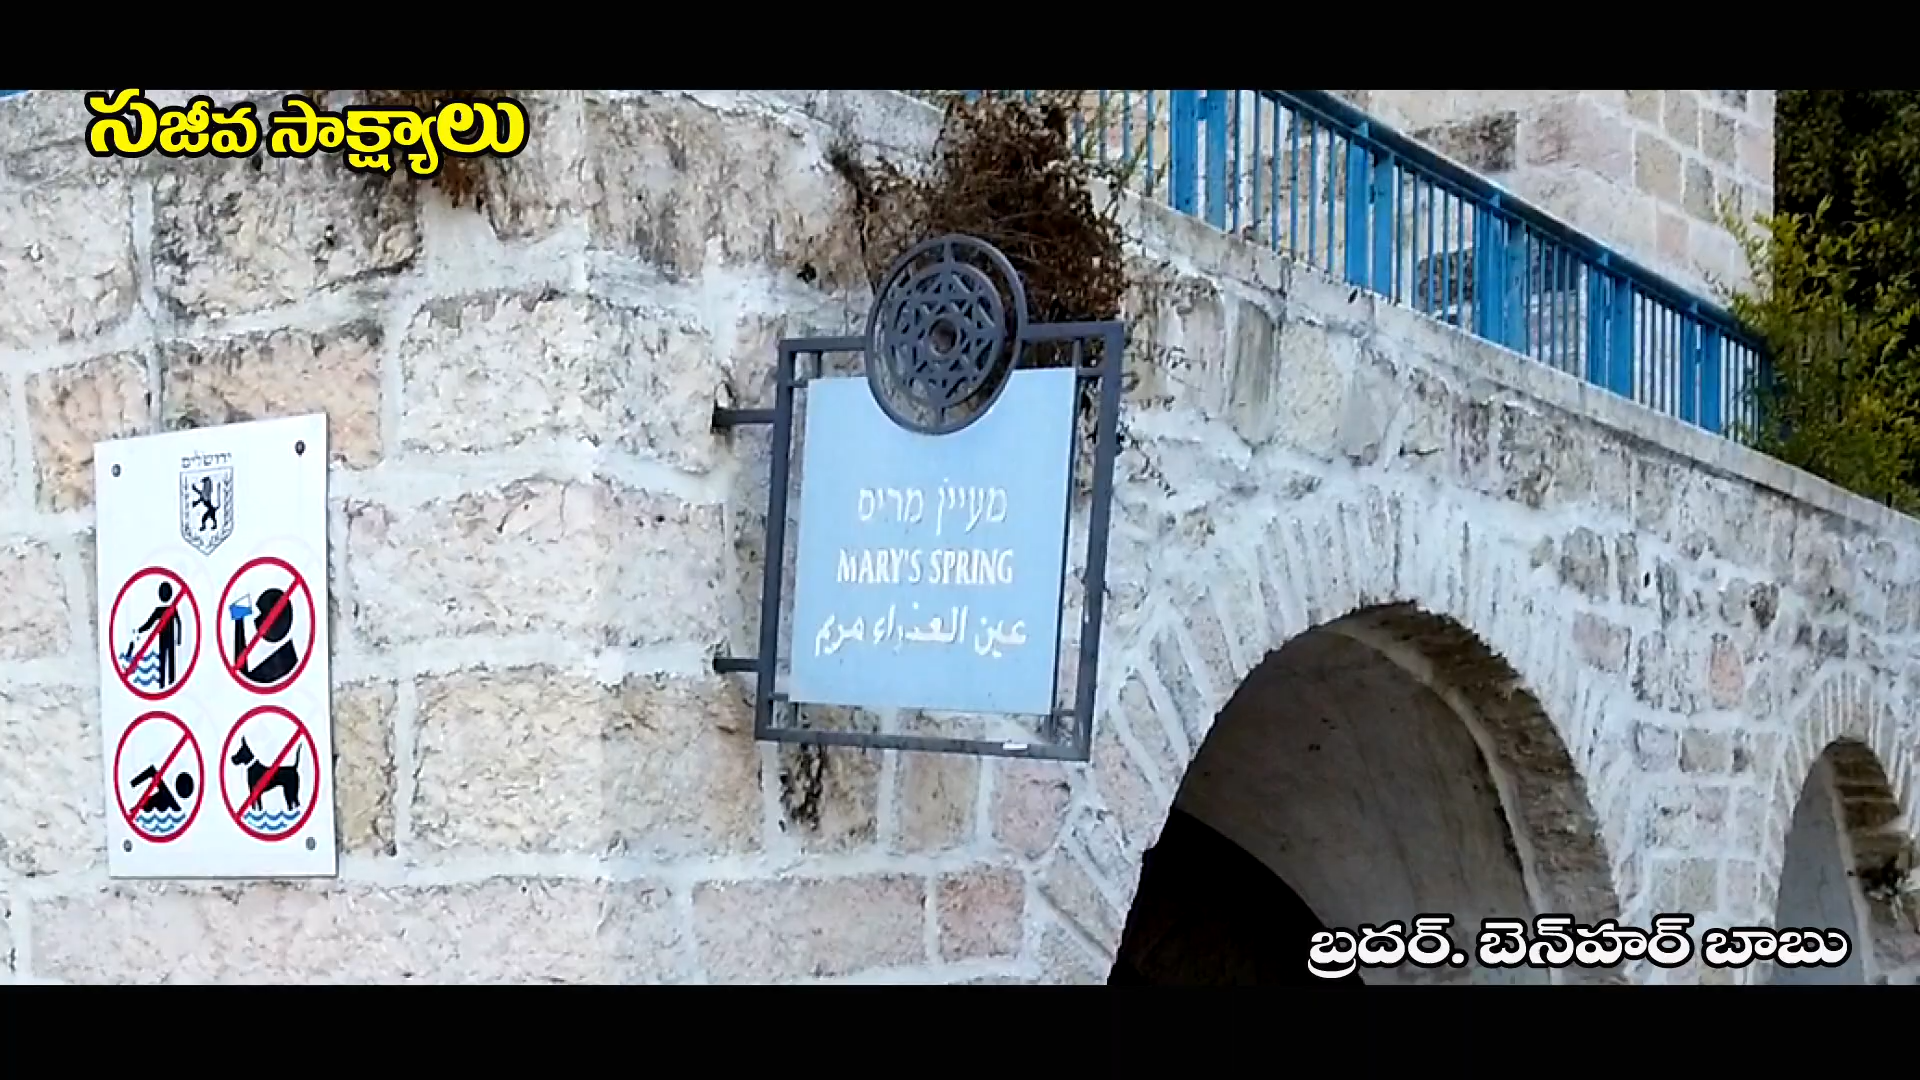 సజీవ సాక్ష్యాలు
ירושלים
מעיין מרים
MARY'S SPRING
عين العذراء مريم
బ్రదర్. బెన్‌హర్ బాబు